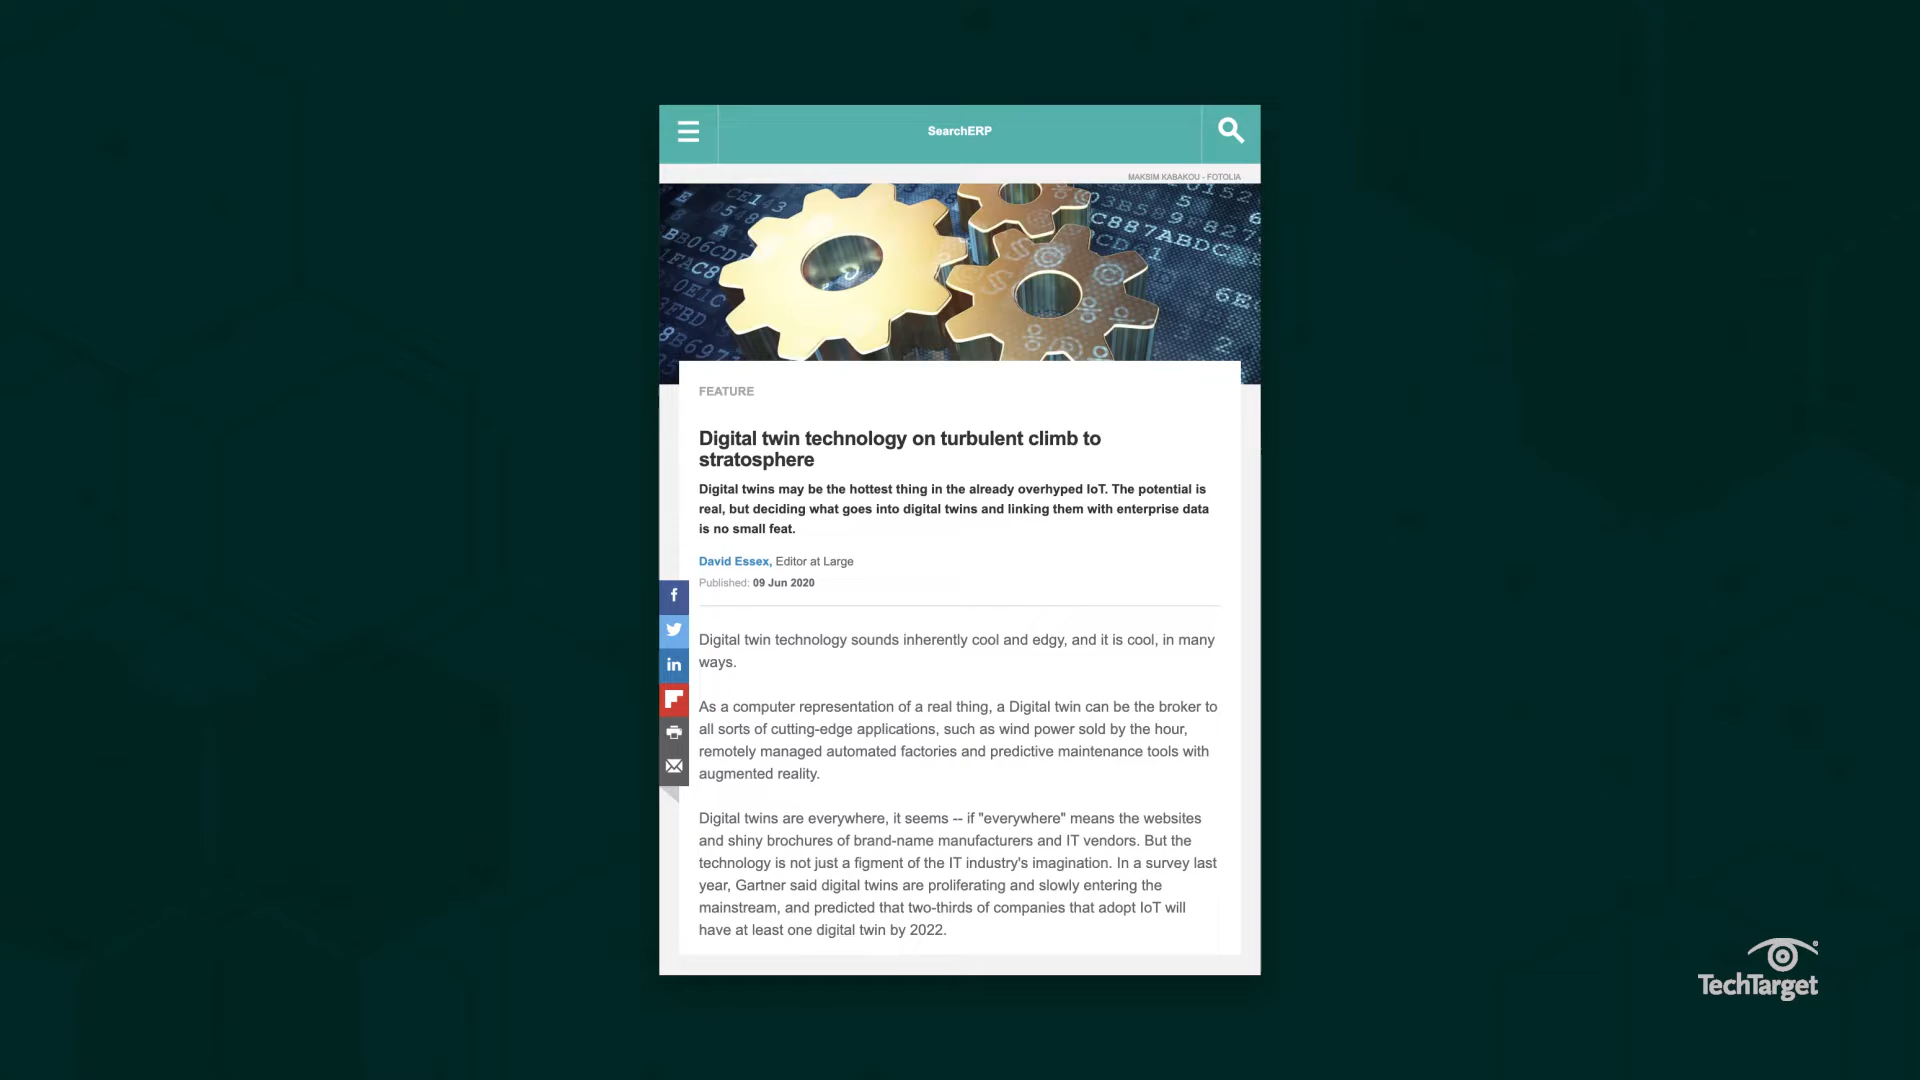 SearchERP
MAKSIM KABAKOU - FOTOLIA
FEATURE
Digital twin technology on turbulent climb to
stratosphere
Digital twins may be the hottest thing in the already overhyped IoT. The potential is
real, but deciding what goes into digital twins and linking them with enterprise data
is no small feat.
David Essex, Editor at Large
Published: 09 Jun 2020
Digital twin technology sounds inherently cool and edgy, and it is cool, in many
ways.
As a computer representation of a real thing, a Digital twin can be the broker to
all sorts of cutting-edge applications, such as wind power sold by the hour,
remotely managed automated factories and predictive maintenance tools with
augmented reality.
Digital twins are everywhere, it seems -- if "everywhere" means the websites
and shiny brochures of brand-name manufacturers and IT vendors. But the
technology is not just a figment of the IT industry's imagination. In a survey last
year, Gartner said digital twins are proliferating and slowly entering the
mainstream, and predicted that two-thirds of companies that adopt IoT will
have at least one digital twin by 2022.
TechTarget